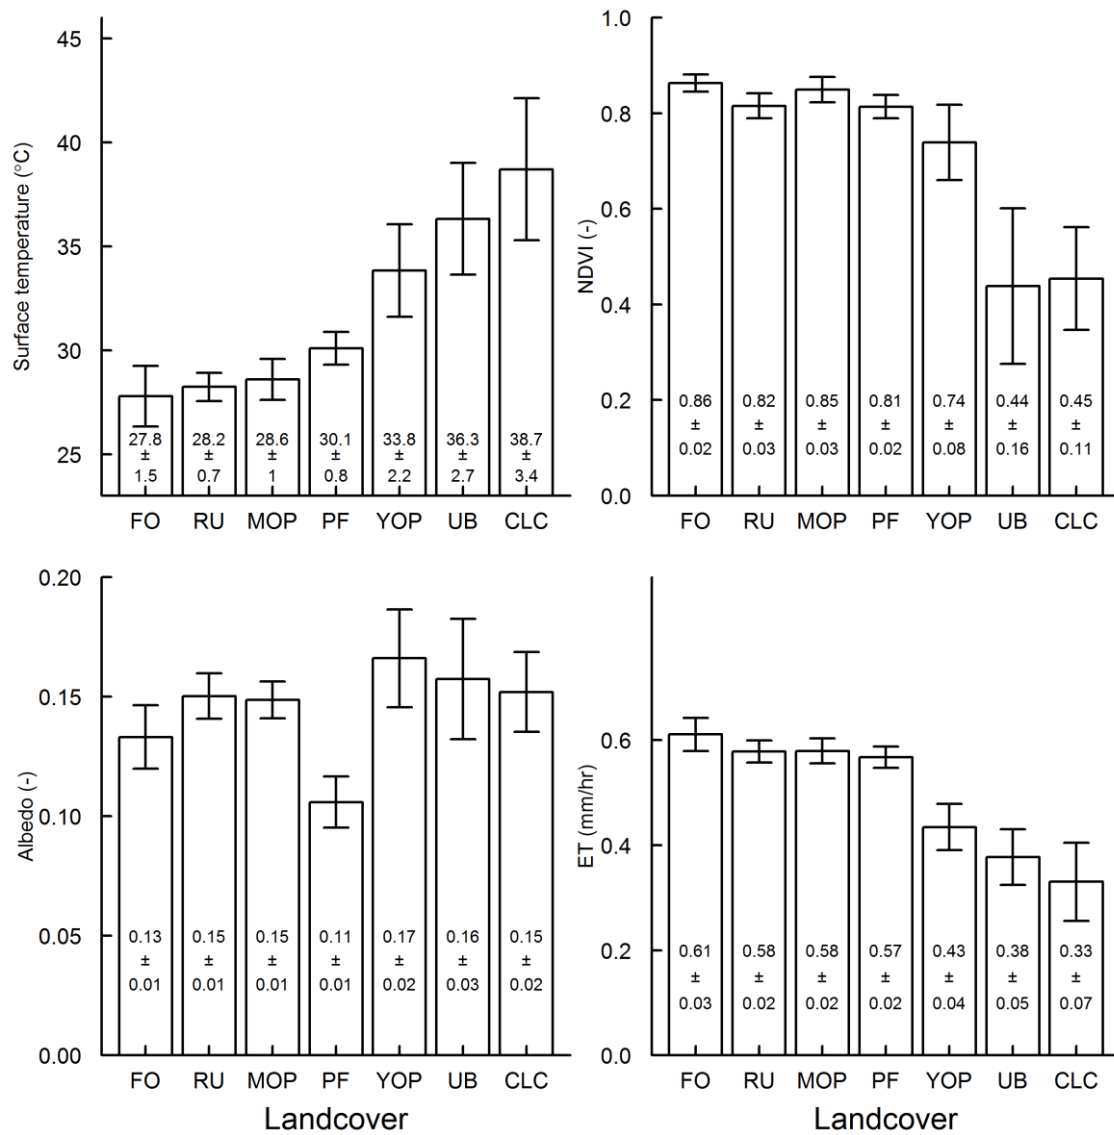 Surface temperature (°C)
45
40
35
30
25
27.8 28.2 28.6 30.1 33.8 36.3 38.7
± ± ± ± ± ± ±
1.5 0.7 1 0.8 2.2 2.7 3.4
FO RU MOP PF YOP UB CLC
NDVI (-)
1.0
0.8
0.6
0.4
0.2
0.0
0.86 0.82 0.85 0.81 0.74 0.44 0.45
± ± ± ± ± ± ±
0.02 0.03 0.03 0.02 0.08 0.16 0.11
FO RU MOP PF YOP UB CLC
Albedo (-)
0.20
0.15
0.10
0.05
0.00
0.13 0.15 0.15 0.11 0.17 0.16 0.15
± ± ± ± ± ± ±
0.01 0.01 0.01 0.01 0.02 0.03 0.02
FO RU MOP PF YOP UB CLC
Landcover
ET (mm/hr)
0.6
0.4
0.2
0.0
0.61 0.58 0.58 0.57 0.43 0.38 0.33
± ± ± ± ± ± ±
0.03 0.02 0.02 0.02 0.04 0.05 0.07
FO RU MOP PF YOP UB CLC
Landcover